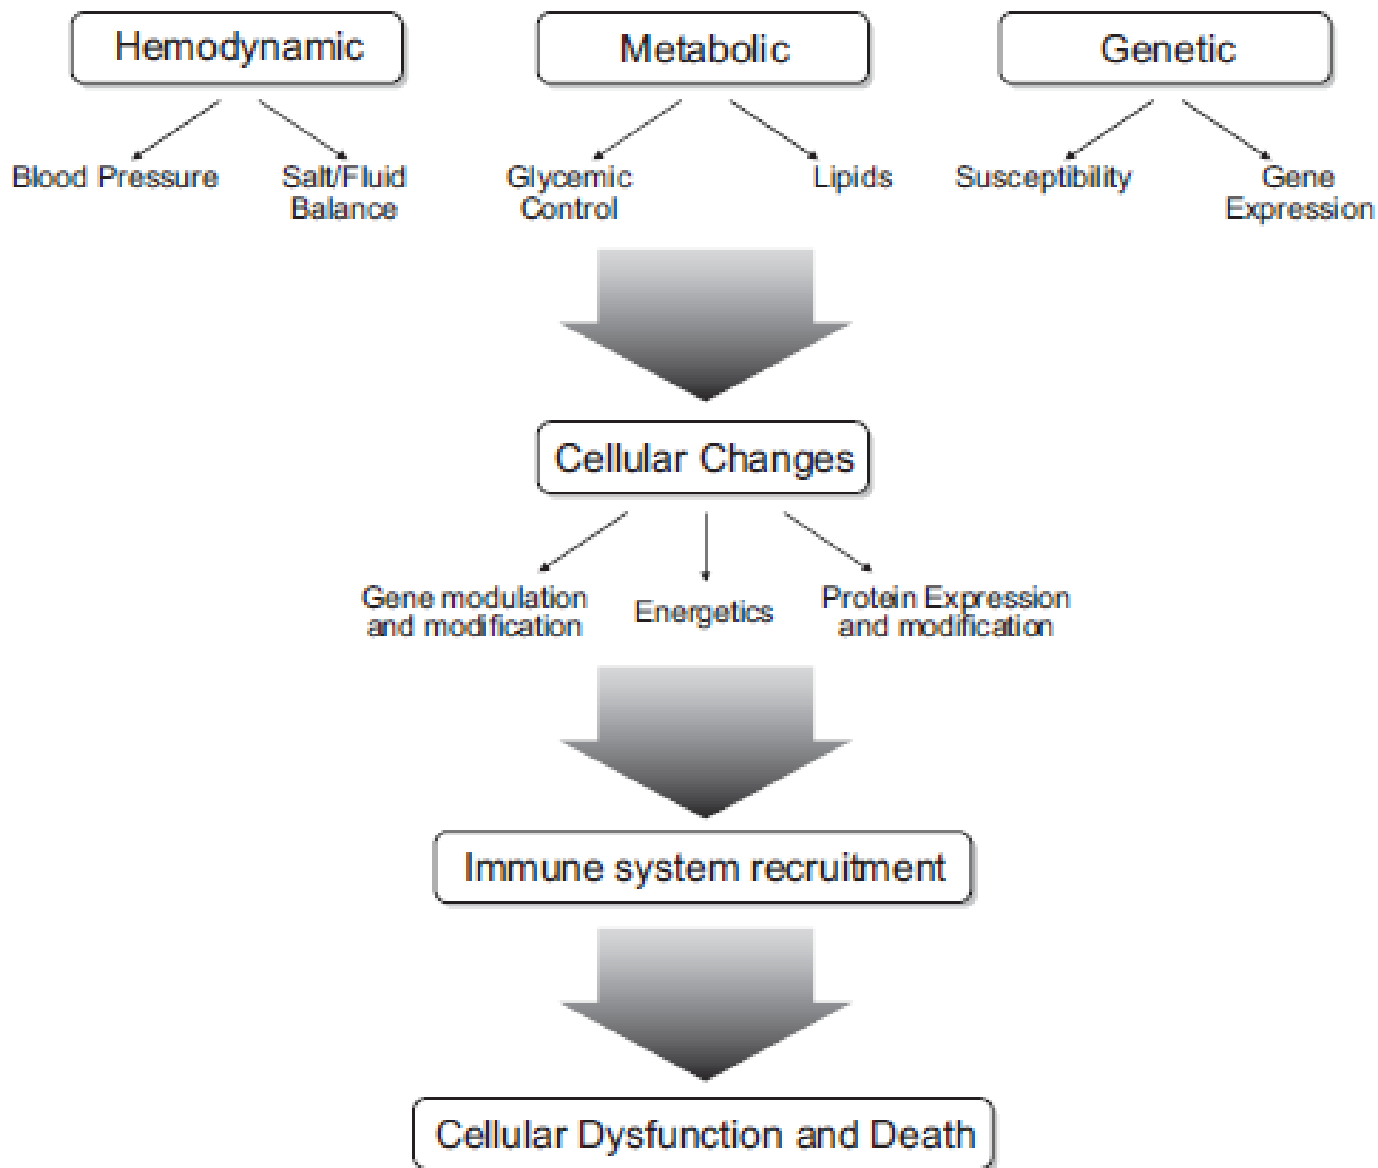 Hemodynamic
Metabolic
Genetic
Blood Pressure
Salt/Fluid
Balance
Glycemic
Control
Lipids
Susceptibility
Gene
Expression
Cellular Changes
Gene modulation
and modification
Energetics
Protein Expression
and modification
Immune system recruitment
Cellular Dysfunction and Death